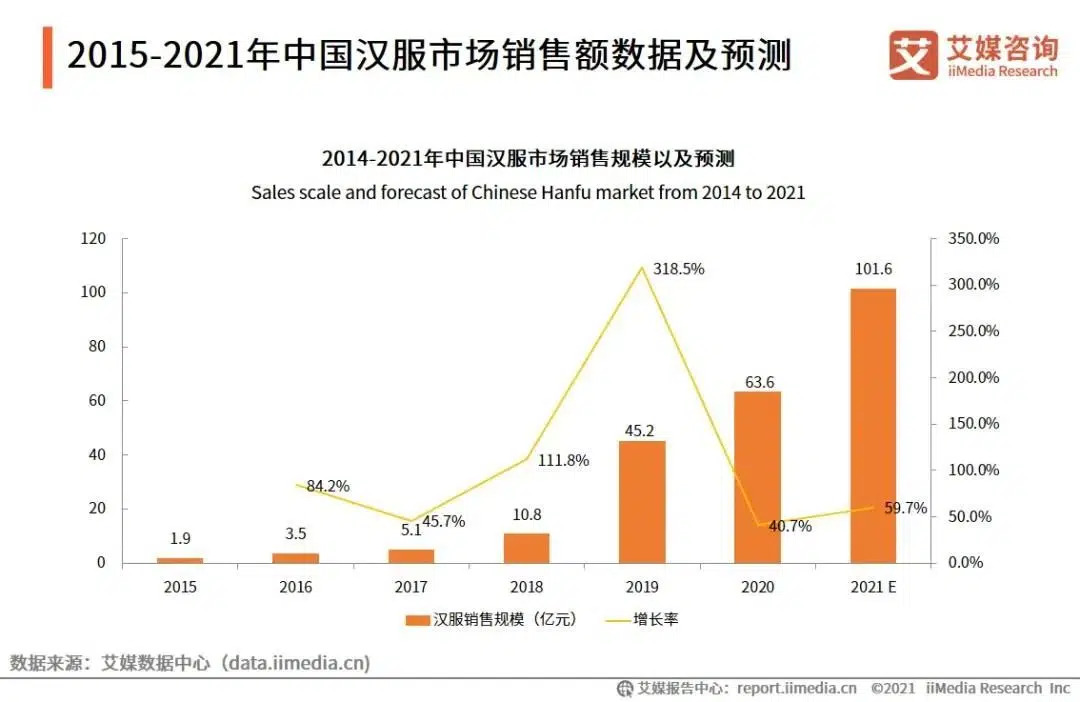 2015-2021年中国汉服市场销售额数据及预测
艾 艾媒咨询
iiMedia Research
2014-2021年中国汉服市场销售规模以及预测
Sales scale and forecast of Chinese Hanfu market from 2014 to 2021
120 350.0%
100 300.0%
80 250.0%
60 200.0%
40 150.0%
20 100.0%
0 50.0%
0.0%
1.9 3.5 5.1 10.8 45.2 63.6 101.6
84.2% 45.7% 111.8% 318.5% 40.7% 59.7%
2015 2016 2017 2018 2019 2020 2021 E
汉服销售规模（亿元） 增长率
数据来源：艾媒数据中心（data.iimedia.cn)
艾媒报告中心：report.iimedia.cn ©2021 iiMedia Research Inc